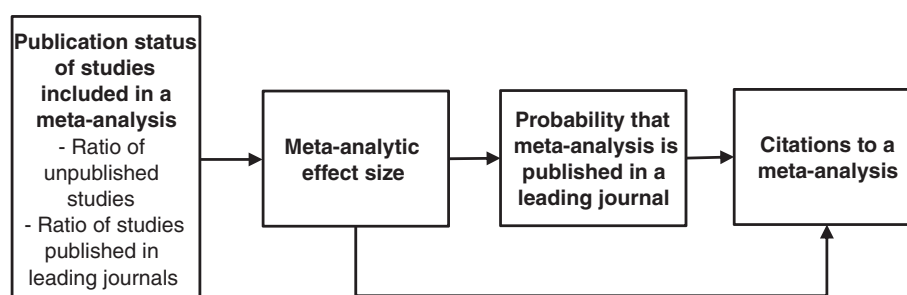 Publication status
of studies
included in a
meta-analysis
- Ratio of
unpublished
studies
- Ratio of studies
published in
leading journals
Meta-analytic
effect size
Probability that
meta-analysis is
published in a
leading journal
Citations to a
meta-analysis